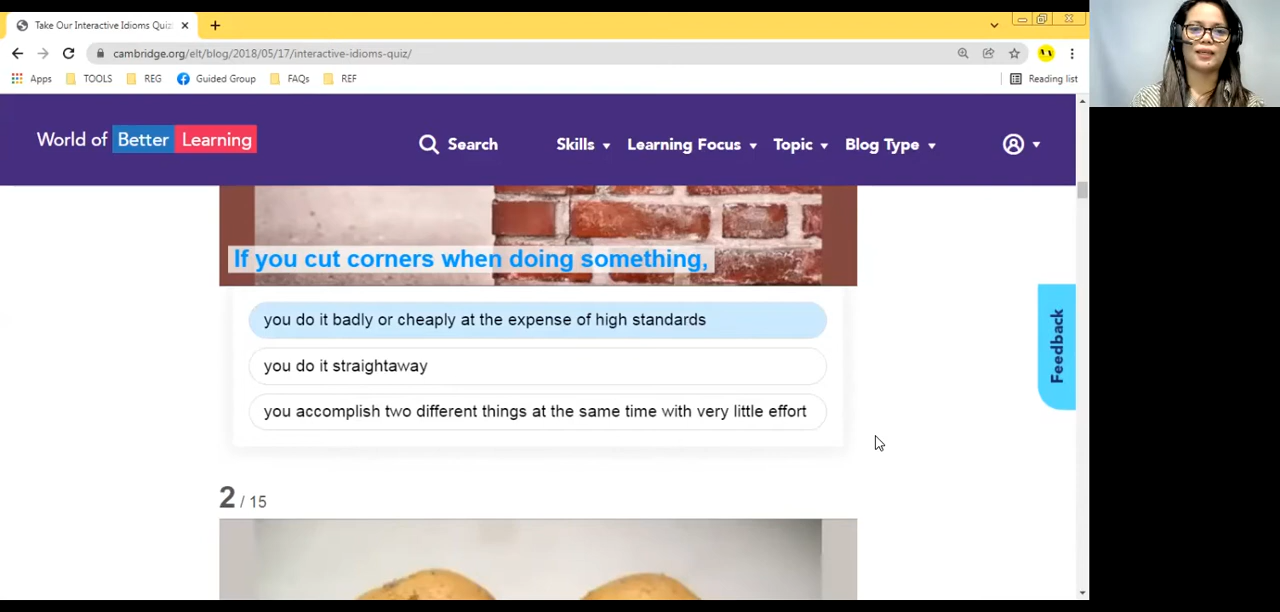 Take Our Interactive Idioms Quiz
cambridge.org/elt/blog/2018/05/17/interactive-idioms-quiz/
Apps TOOLS REG Guided Group FAQs REF Reading list
World of Better Learning Search Skills Learning Focus Topic Blog Type
If you cut corners when doing something,
you do it badly or cheaply at the expense of high standards
you do it straightaway
you accomplish two different things at the same time with very little effort
Feedback
2 / 15